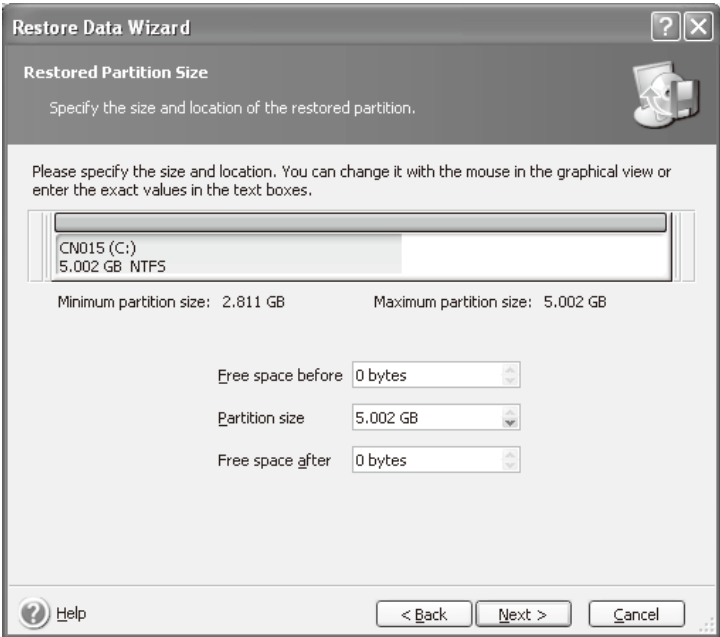 Restore Data Wizard
Restored Partition Size
Specify the size and location of the restored partition.
Please specify the size and location. You can change it with the mouse in the graphical view or
enter the exact values in the text boxes.
CN015 (C:)
5.002 GB NTFS
Minimum partition size: 2.811 GB Maximum partition size: 5.002 GB
Free space before 0 bytes
Partition size 5.002 GB
Free space after 0 bytes
? Help < Back Next > Cancel